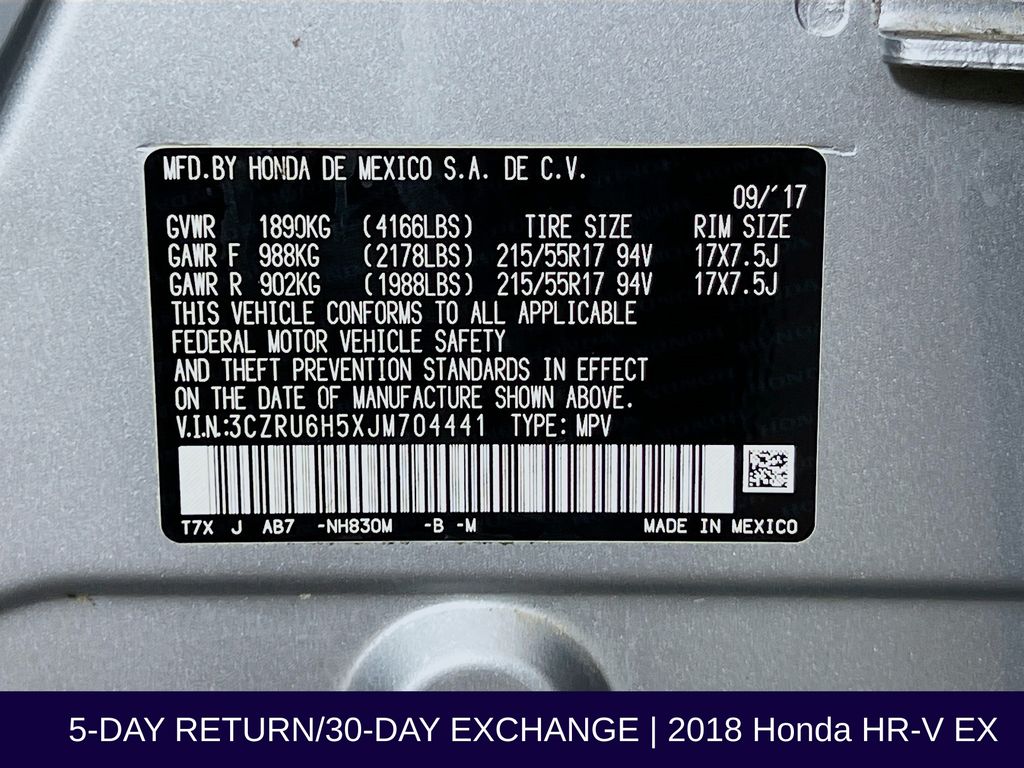 MFD.BY HONDA DE MEXICO S.A. DE C.V.
09/'17
GVWR 1890KG (4166LBS) TIRE SIZE RIM SIZE
GAWR F 988KG (2178LBS) 215/55R17 94V 17X7.5J
GAWR R 902KG (1988LBS) 215/55R17 94V 17X7.5J
THIS VEHICLE CONFORMS TO ALL APPLICABLE
FEDERAL MOTOR VEHICLE SAFETY
AND THEFT PREVENTION STANDARDS IN EFFECT
ON THE DATE OF MANUFACTURE SHOWN ABOVE.
V.I.N.:3CZRU6H5XJM704441 TYPE: MPV
T7X J AB7 -NH830M -B -M MADE IN MEXICO
5-DAY RETURN/30-DAY EXCHANGE | 2018 Honda HR-V EX